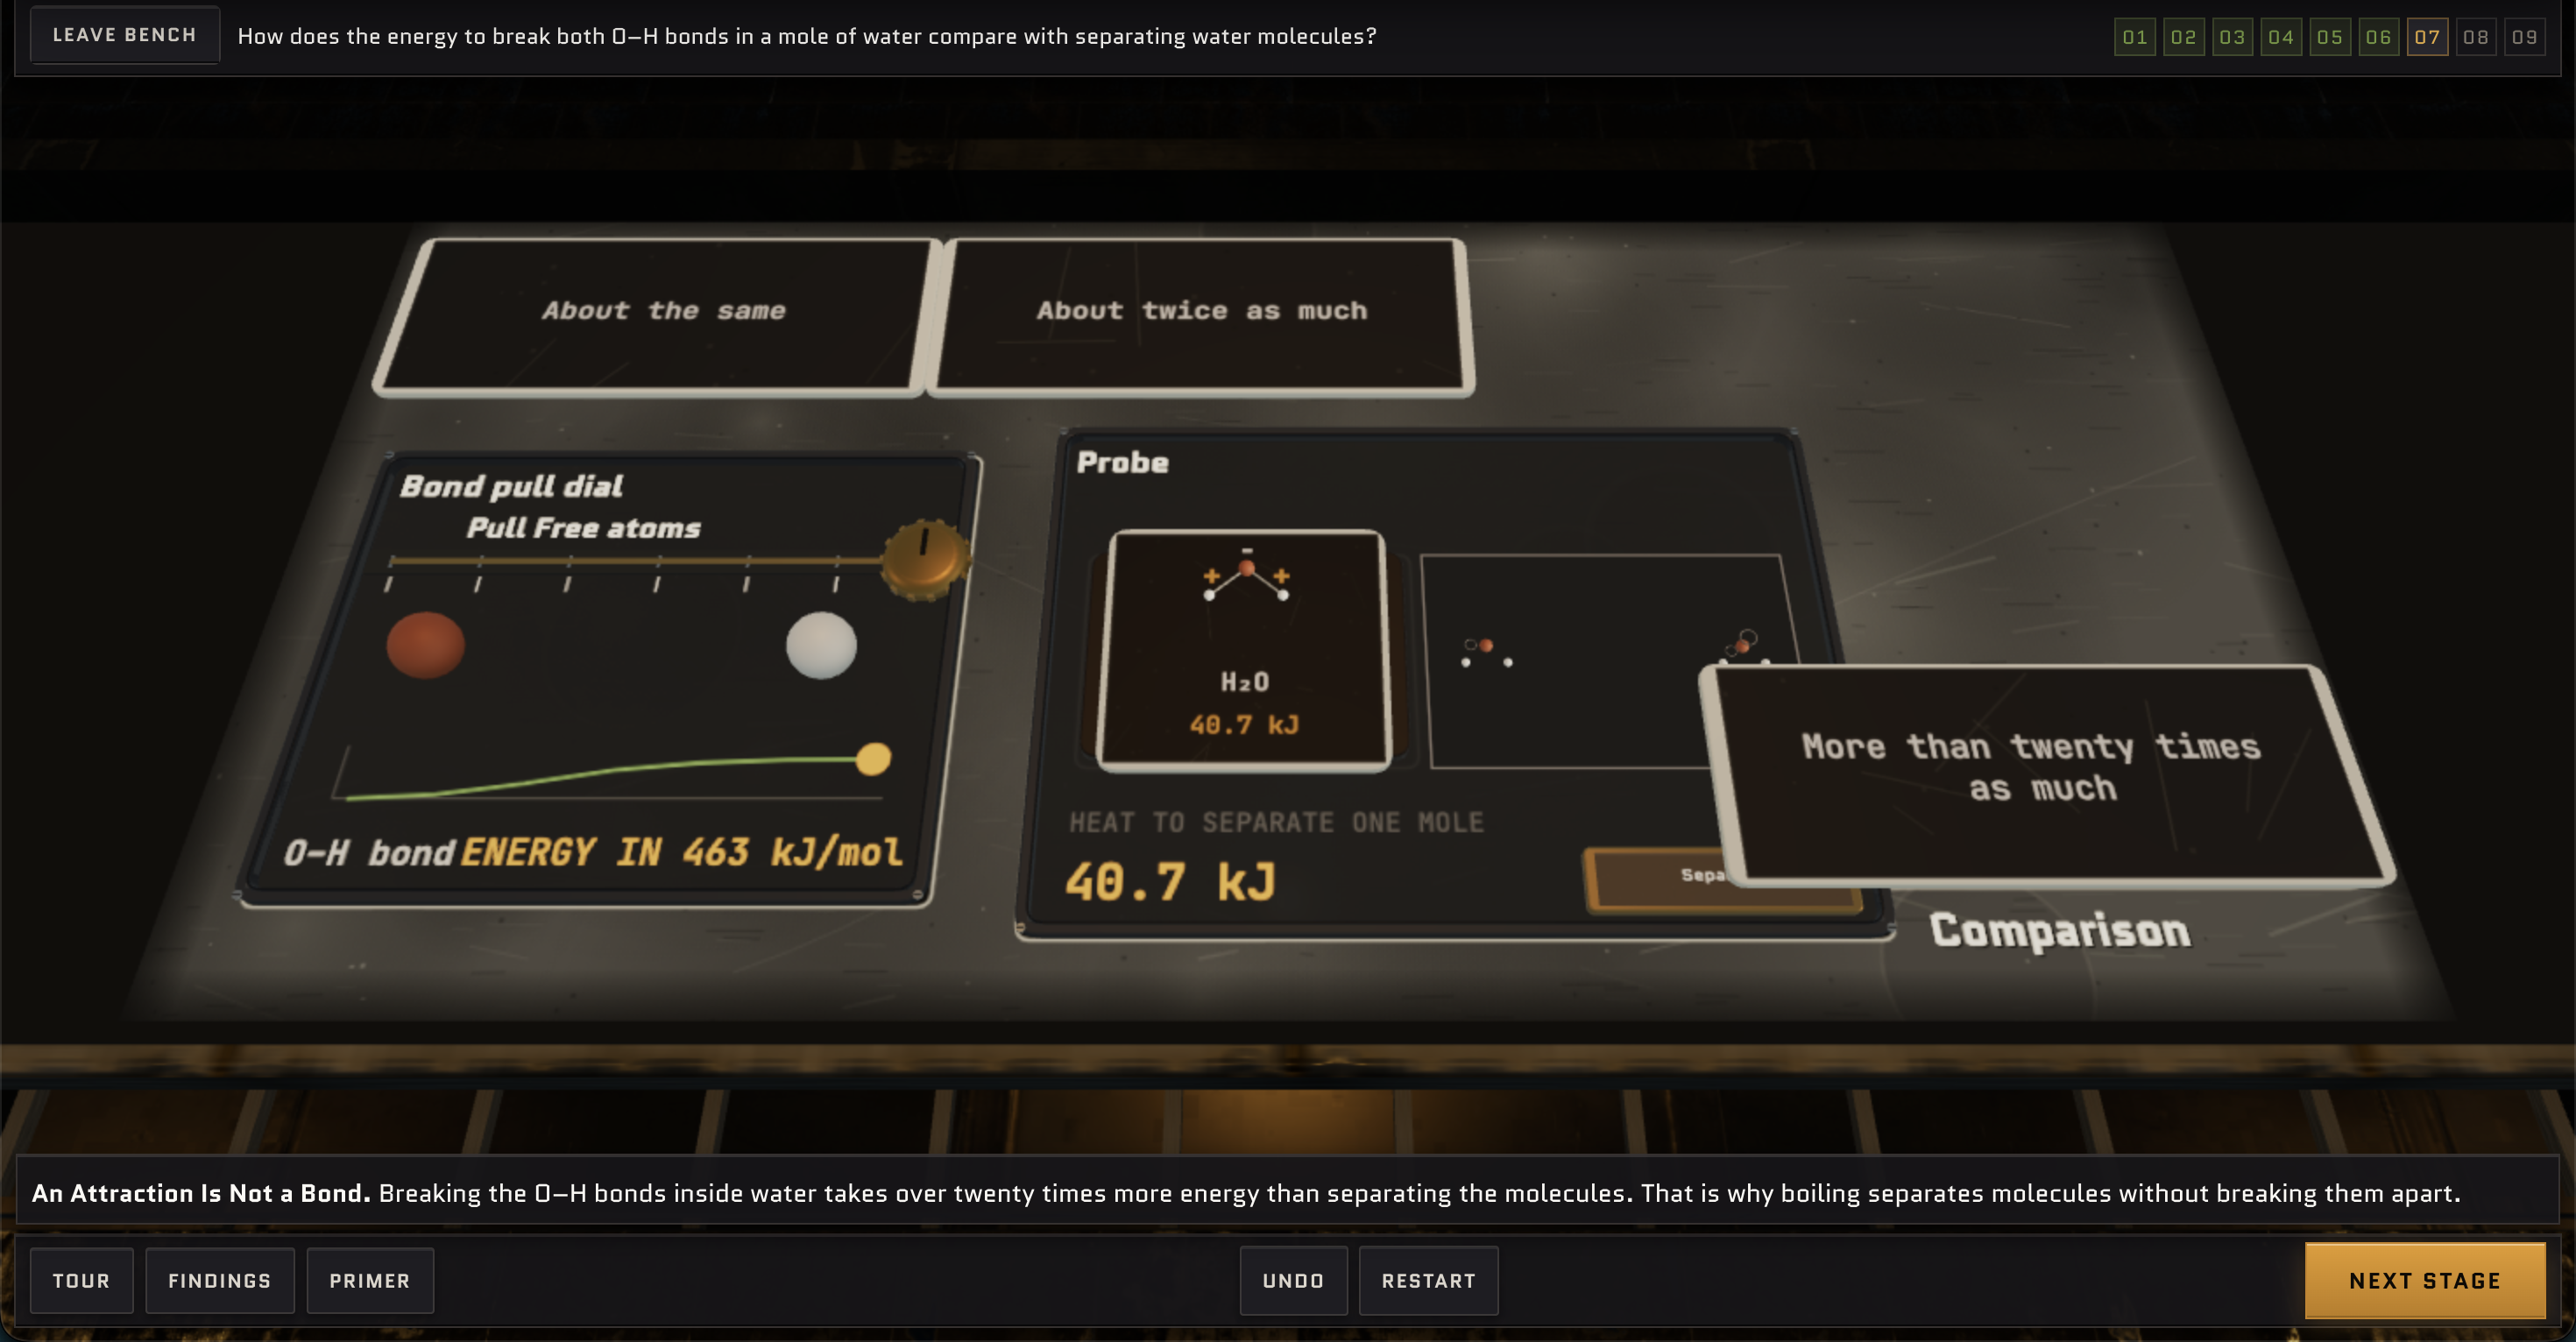 LEAVE BENCH
How does the energy to break both O–H bonds in a mole of water compare with separating water molecules?
01 02 03 04 05 06 07 08 09
About the same
About twice as much
Bond pull dial
Pull Free atoms
O-H bond ENERGY IN 463 kJ/mol
Probe
-
+ +
H₂O
40.7 kJ
HEAT TO SEPARATE ONE MOLE
40.7 kJ
Sepa
More than twenty times
as much
Comparison
An Attraction Is Not a Bond. Breaking the O–H bonds inside water takes over twenty times more energy than separating the molecules. That is why boiling separates molecules without breaking them apart.
TOUR
FINDINGS
PRIMER
UNDO
RESTART
NEXT STAGE